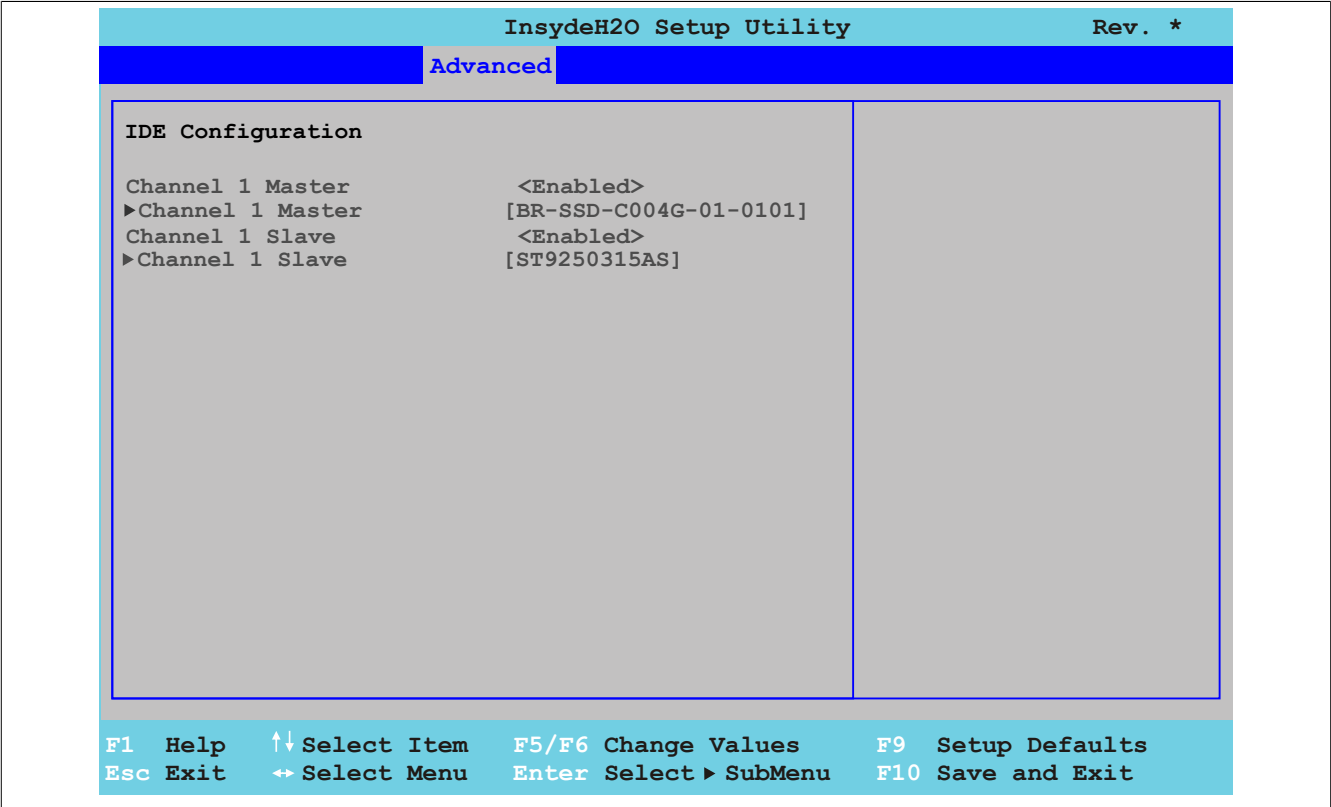 InsydeH2O Setup Utility Rev. *
Advanced
IDE Configuration
Channel 1 Master <Enabled>
▶Channel 1 Master [BR-SSD-C004G-01-0101]
Channel 1 Slave <Enabled>
▶Channel 1 Slave [ST9250315AS]
F1 Help ↑↓ Select Item F5/F6 Change Values F9 Setup Defaults
Esc Exit ↔ Select Menu Enter Select ▶ SubMenu F10 Save and Exit